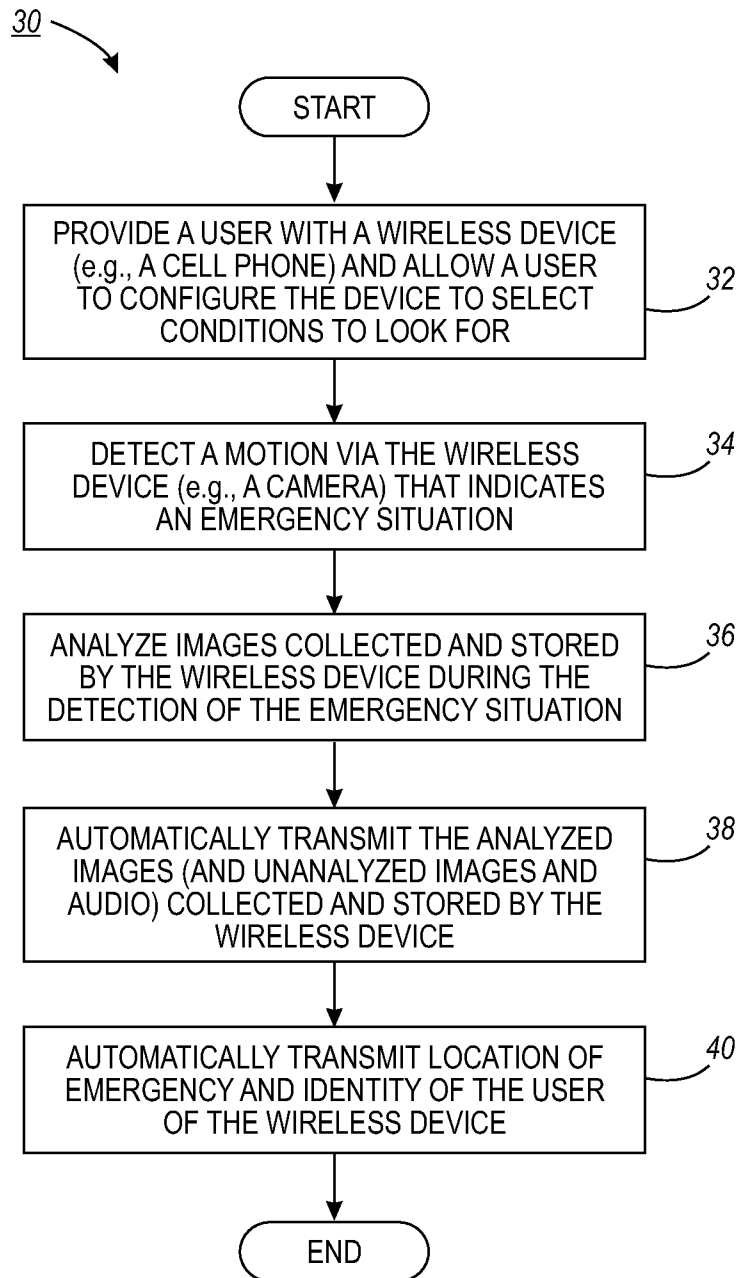 30
START
PROVIDE A USER WITH A WIRELESS DEVICE
(e.g., A CELL PHONE) AND ALLOW A USER
TO CONFIGURE THE DEVICE TO SELECT
CONDITIONS TO LOOK FOR
32
DETECT A MOTION VIA THE WIRELESS
DEVICE (e.g., A CAMERA) THAT INDICATES
AN EMERGENCY SITUATION
34
ANALYZE IMAGES COLLECTED AND STORED
BY THE WIRELESS DEVICE DURING THE
DETECTION OF THE EMERGENCY SITUATION
36
AUTOMATICALLY TRANSMIT THE ANALYZED
IMAGES (AND UNANALYZED IMAGES AND
AUDIO) COLLECTED AND STORED BY THE
WIRELESS DEVICE
38
AUTOMATICALLY TRANSMIT LOCATION OF
EMERGENCY AND IDENTITY OF THE USER
OF THE WIRELESS DEVICE
40
END